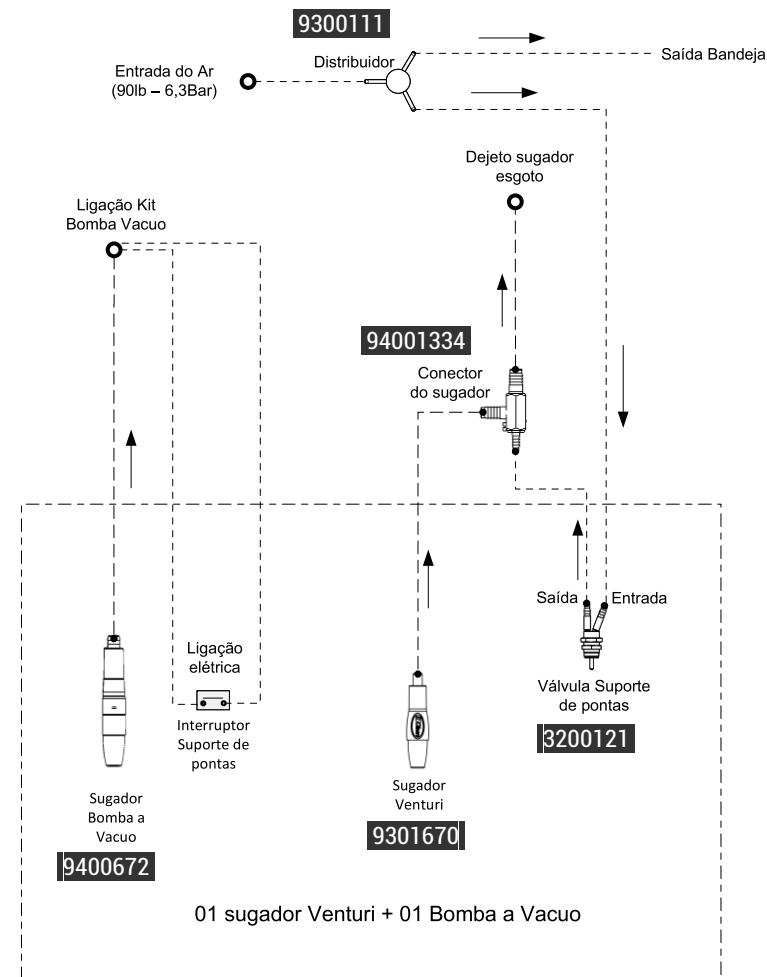 9300111
Distribuidor
Saída Bandeja
Entrada do Ar
(90lb – 6,3Bar)
Dejeto sugador
esgoto
Ligação Kit
Bomba Vacuo
94001334
Conector
do sugador
Saída
Entrada
Ligação
elétrica
Interruptor
Suporte de
pontas
Válvula Suporte
de pontas
3200121
Sugador
Venturi
9301670
Sugador
Bomba a
Vacuo
9400672
01 sugador Venturi + 01 Bomba a Vacuo